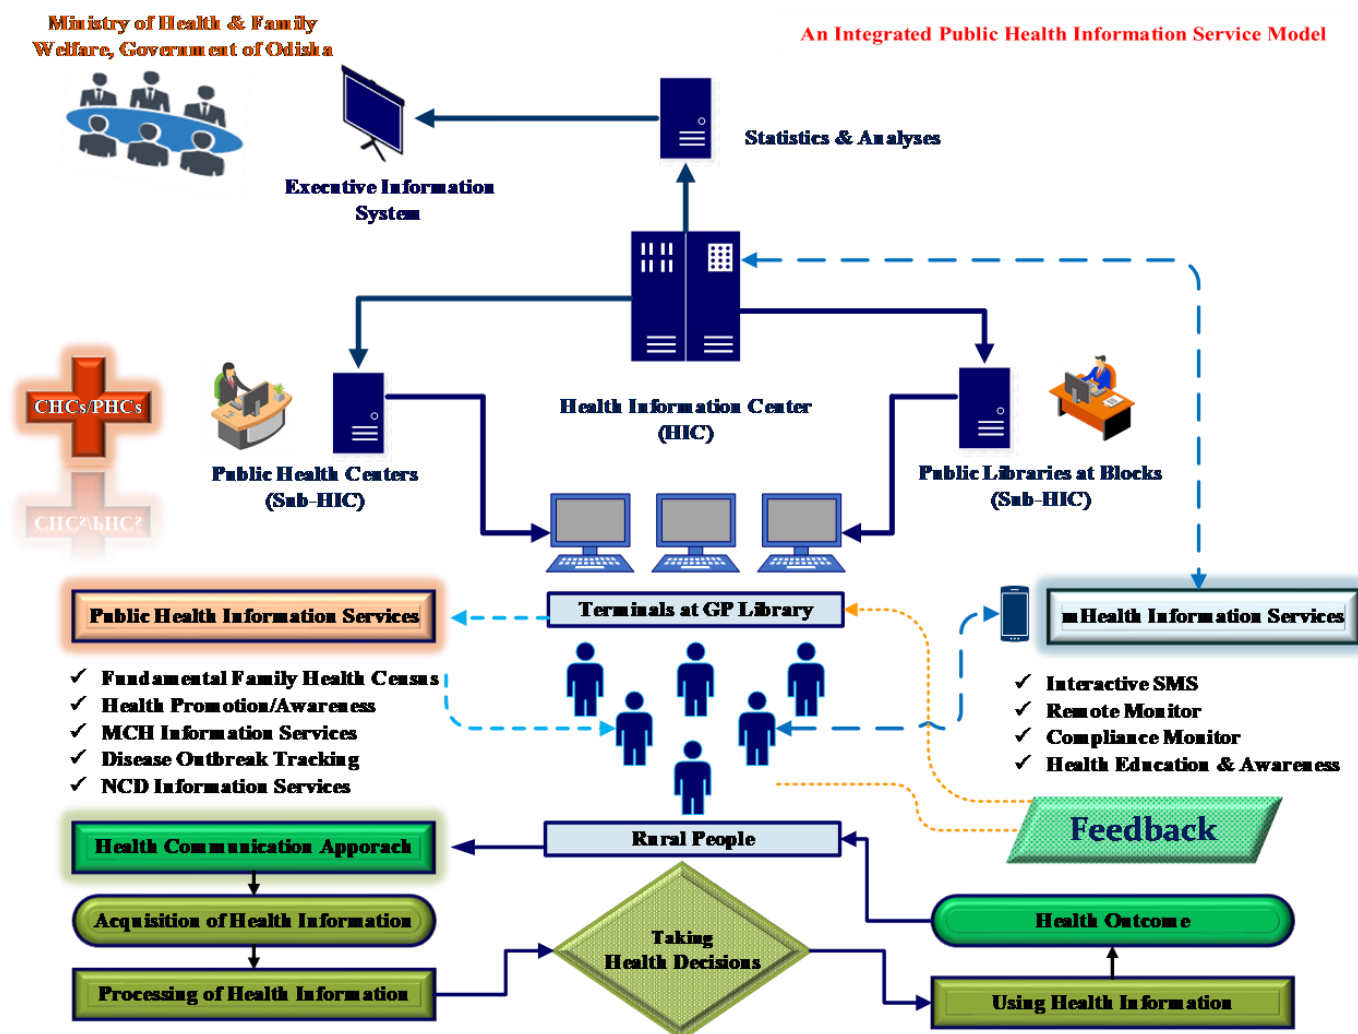 Ministry of Health & Family
Welfare, Government of Odisha
An Integrated Public Health Information Service Model
Statistics & Analyses
Executive Information
System
CHCs/PHCs
CHCs/PHCs
Health Information Center
(HIC)
Public Health Centers
(Sub-HIC)
Public Libraries at Blocks
(Sub-HIC)
Public Health Information Services
Terminals at GP Library
mHealth Information Services
✓ Fundamental Family Health Census
✓ Health Promotion/Awareness
✓ MCH Information Services
✓ Disease Outbreak Tracking
✓ NCD Information Services
✓ Interactive SMS
✓ Remote Monitor
✓ Compliance Monitor
✓ Health Education & Awareness
Feedback
Health Communication Apporach
Rural People
Acquisition of Health Information
Taking
Health Decisions
Health Outcome
Processing of Health Information
Using Health Information